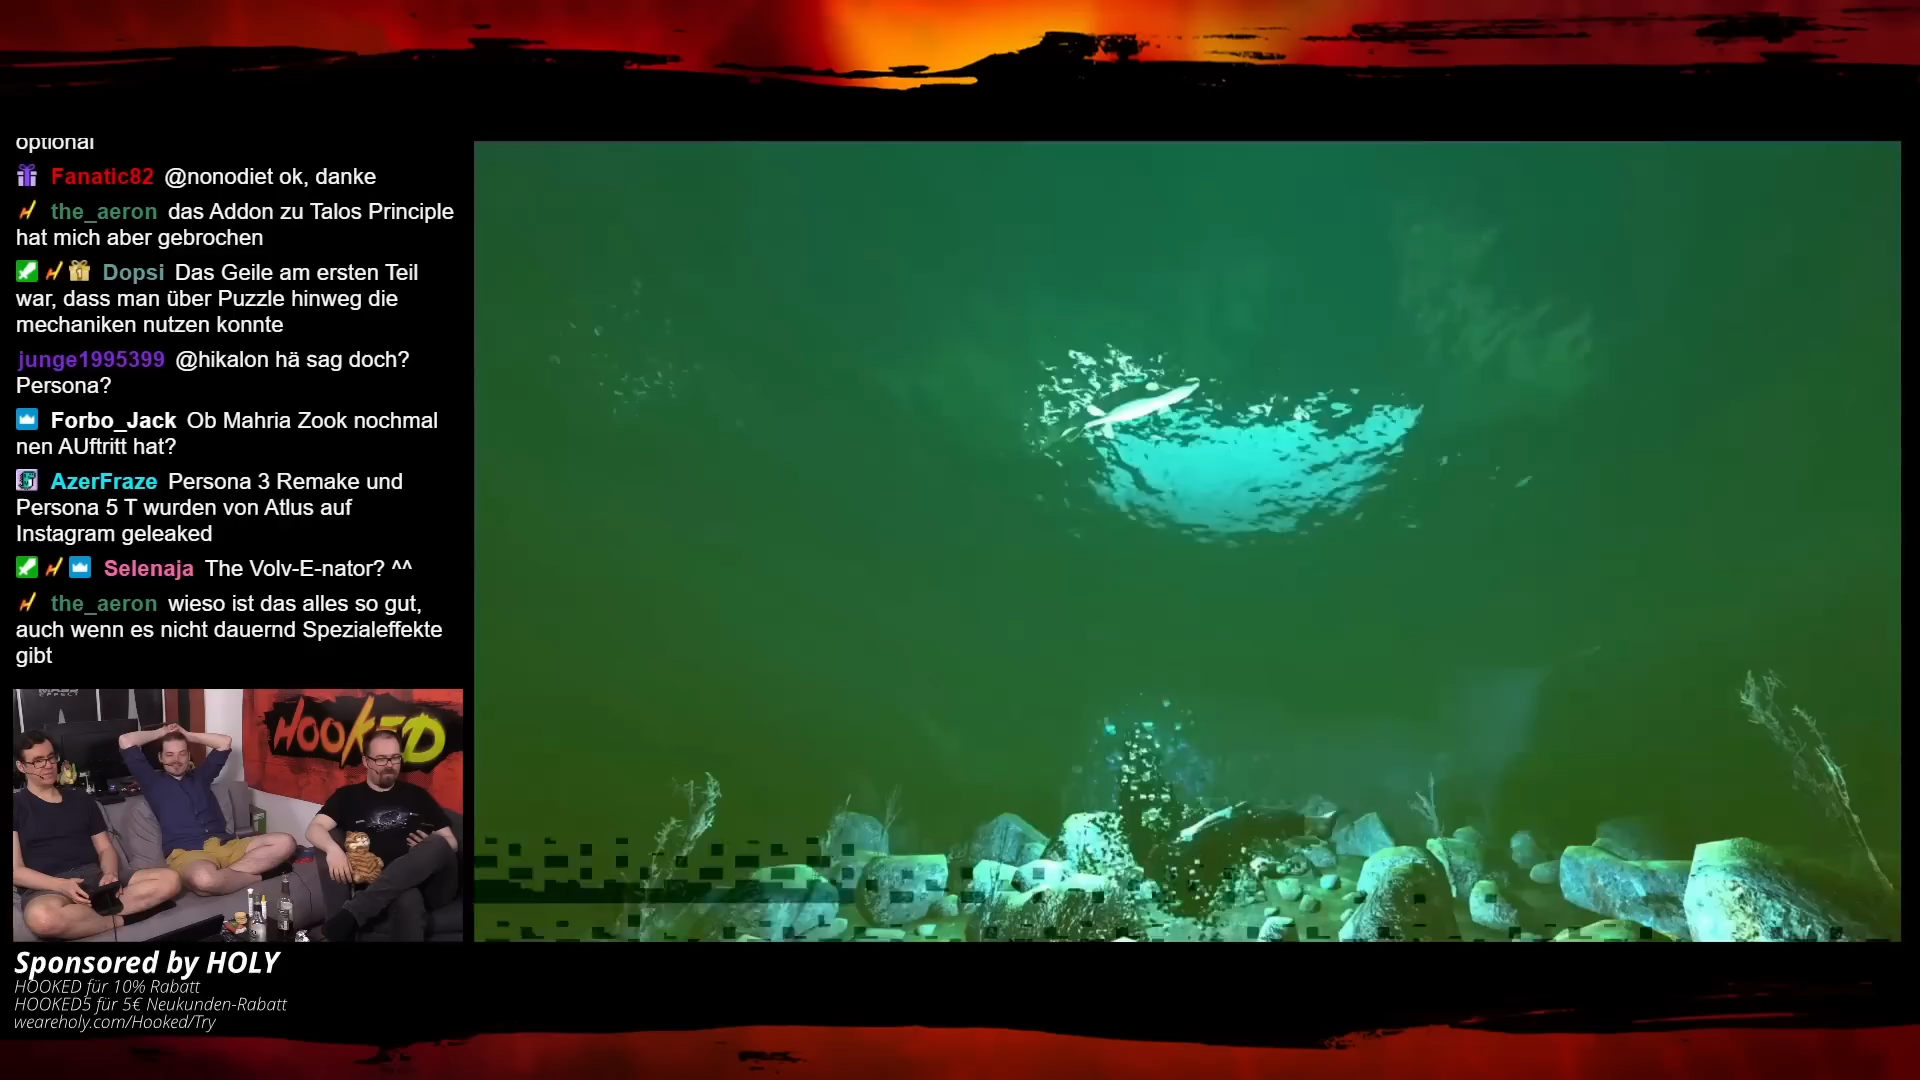 optional
Fanatic82 @nonodiet ok, danke
the_aeron das Addon zu Talos Principle
hat mich aber gebrochen
Dopsi Das Geile am ersten Teil
war, dass man über Puzzle hinweg die
mechaniken nutzen konnte
junge1995399 @hikalon hä sag doch?
Persona?
Forbo_Jack Ob Mahria Zook nochmal
nen AUftritt hat?
AzerFraze Persona 3 Remake und
Persona 5 T wurden von Atlus auf
Instagram geleaked
Selenaja The Volv-E-nator? ^^
the_aeron wieso ist das alles so gut,
auch wenn es nicht dauernd Spezialeffekte
gibt
HOOKED
Sponsored by HOLY
HOOKED für 10% Rabatt
HOOKED5 für 5€ Neukunden-Rabatt
weareholy.com/Hooked/Try